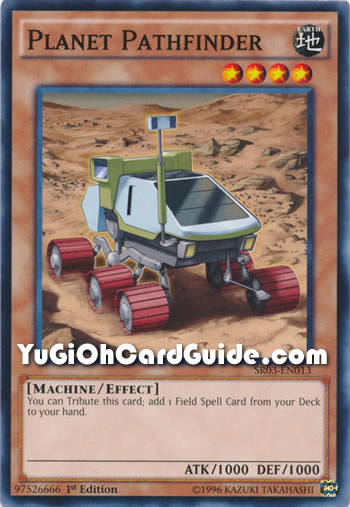 PLANET PATHFINDER
EARTH
地
YuGiOhCardGuide.com
SR03-EN013
[MACHINE/EFFECT]
You can Tribute this card; add 1 Field Spell Card from your Deck
to your hand.
ATK/1000 DEF/1000
97526666 1st Edition ©1996 KAZUKI TAKAHASHI